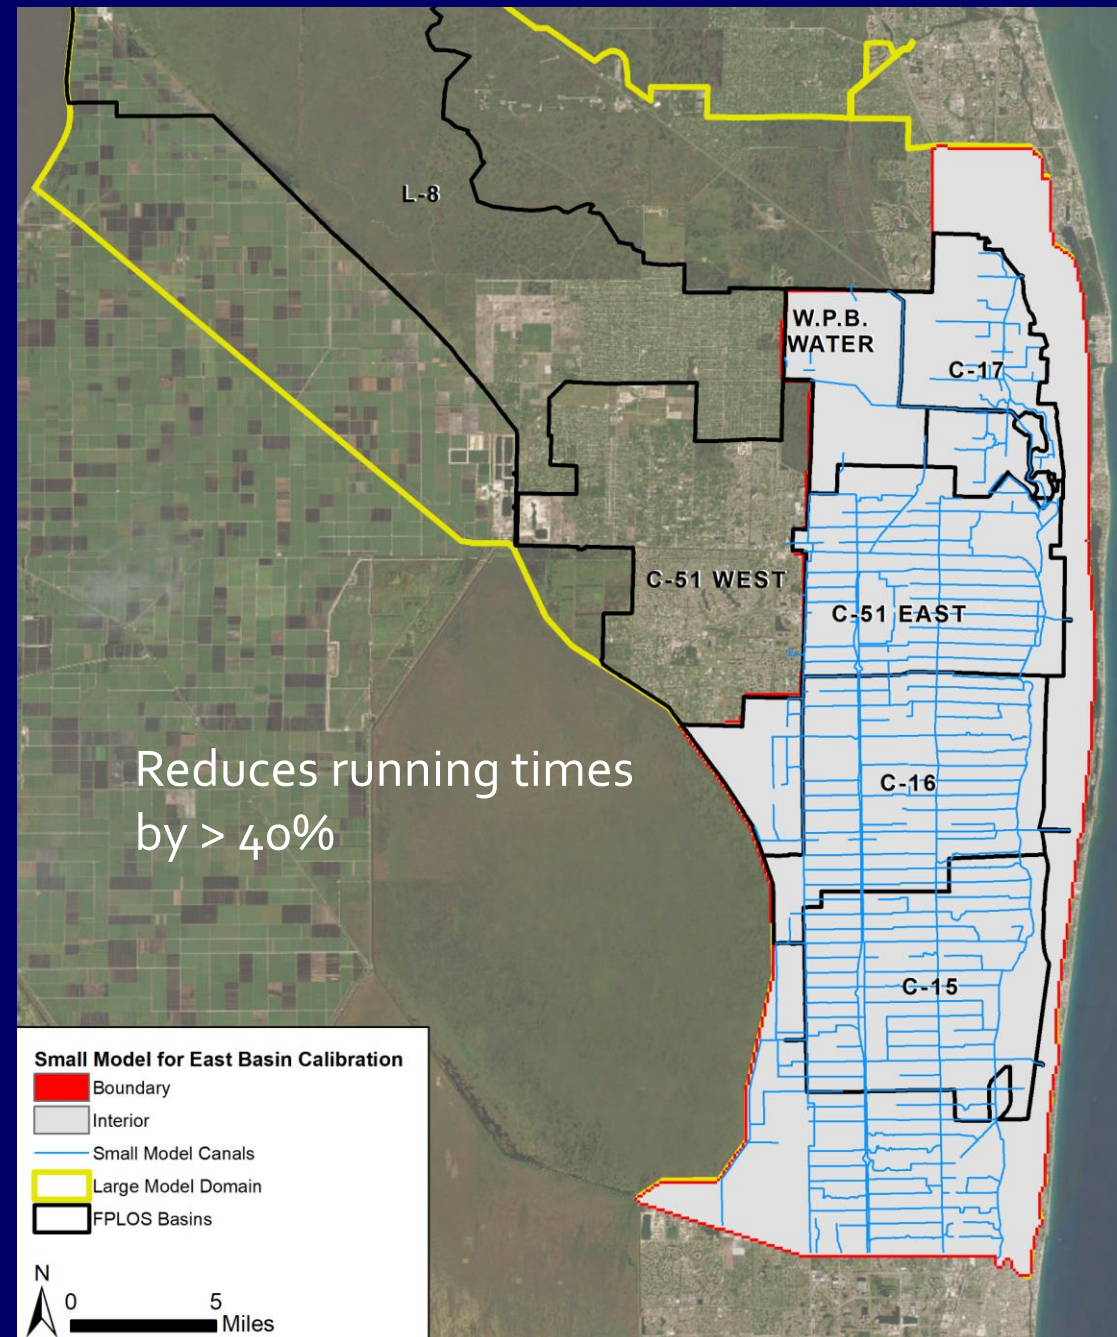 L-8
W.P.B.
WATER
C-17
C-51 WEST
C-51 EAST
Reduces running times
by > 40%
C-16
C-15
Small Model for East Basin Calibration
Boundary
Interior
Small Model Canals
Large Model Domain
FPLOS Basins
N
0 5
Miles